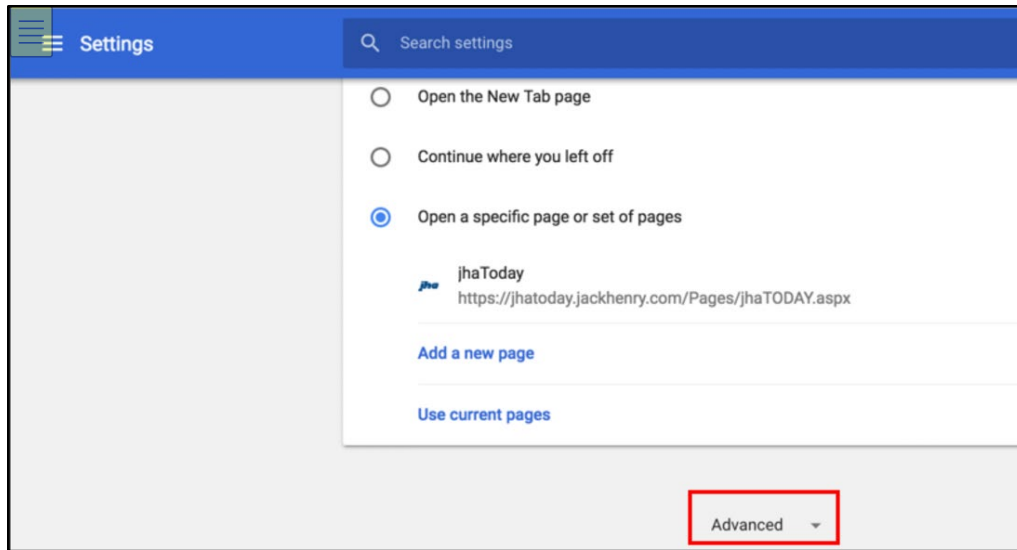 Settings
Search settings
Open the New Tab page
Continue where you left off
Open a specific page or set of pages
jha
jhaToday
https://jhatoday.jackhenry.com/Pages/jhaTODAY.aspx
Add a new page
Use current pages
Advanced